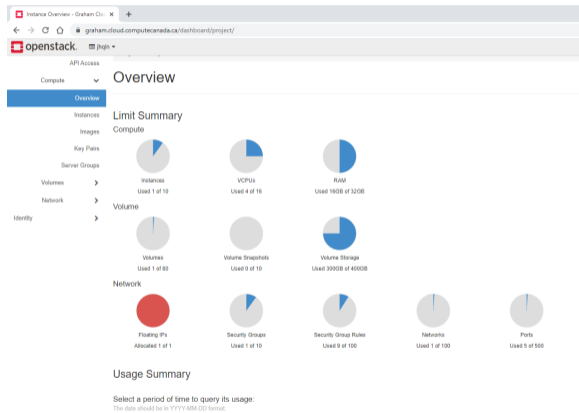 Instance Overview - Graham Clo
graham.cloud.computecanada.ca/dashboard/project/
openstack. jhqin
API Access
Compute
Overview
Instances
Images
Key Pairs
Server Groups
Volumes
Network
Identity
Overview
Limit Summary
Compute
Instances
Used 1 of 10
VCPUs
Used 4 of 16
RAM
Used 16GB of 32GB
Volume
Volumes
Used 1 of 80
Volume Snapshots
Used 0 of 10
Volume Storage
Used 300GB of 400GB
Network
Floating IPs
Allocated 1 of 1
Security Groups
Used 1 of 10
Security Group Rules
Used 9 of 100
Networks
Used 1 of 100
Ports
Used 5 of 500
Usage Summary
Select a period of time to query its usage:
The date should be in YYYY-MM-DD format.